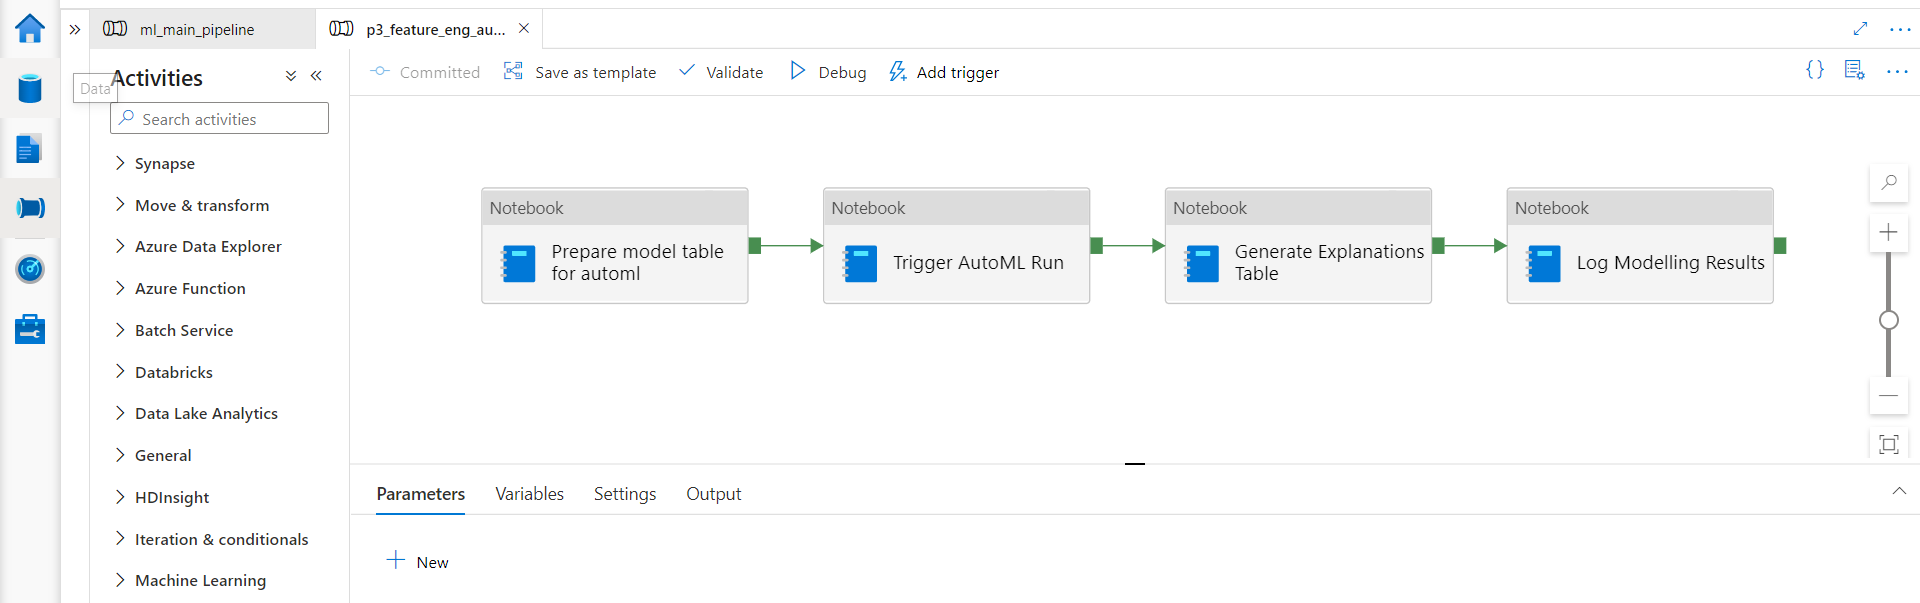 ml_main_pipeline
p3_feature_eng_au...
Data
Activities
Search activities
Synapse
Move & transform
Azure Data Explorer
Azure Function
Batch Service
Databricks
Data Lake Analytics
General
HDInsight
Iteration & conditionals
Machine Learning
Committed
Save as template
Validate
Debug
Add trigger
Notebook
Prepare model table
for automl
Notebook
Trigger AutoML Run
Notebook
Generate Explanations
Table
Notebook
Log Modelling Results
Parameters
Variables
Settings
Output
New